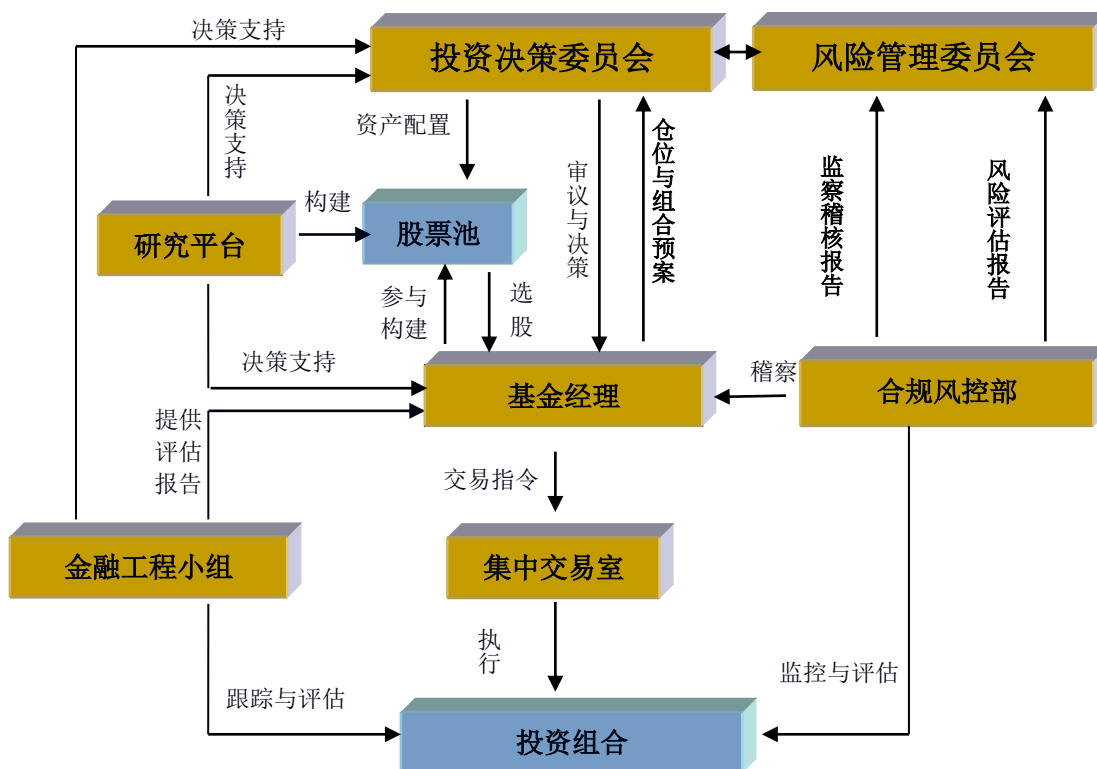 决策支持
投资决策委员会
风险管理委员会
决策支持
资产配置
审议与决策
仓位与组合预案
监察稽核报告
风险评估报告
研究平台
构建
股票池
参与
构建
选股
决策支持
基金经理
稽察
合规风控部
提供
评估
报告
交易指令
金融工程小组
集中交易室
执行
跟踪与评估
监控与评估
投资组合